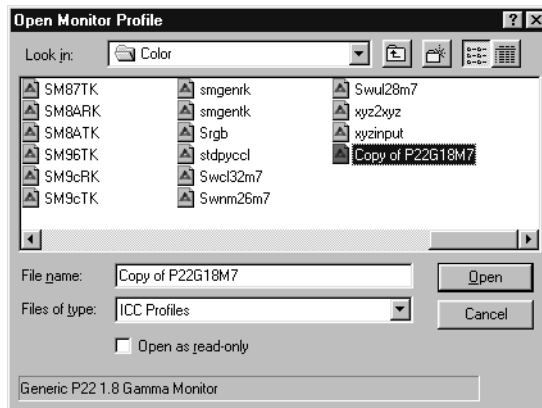 Open Monitor Profile
Look in: Color
SM87TK smgenrk Swul28m7
SM8ARK smgentk xyz2xyz
SM8ATK Srgb xyzinput
SM96TK stdpyccl Copy of P22G18M7
SM9cRK Swcl32m7
SM9cTK Swnm26m7
File name: Copy of P22G18M7 Open
Files of type: ICC Profiles Cancel
Open as read-only
Generic P22 1.8 Gamma Monitor